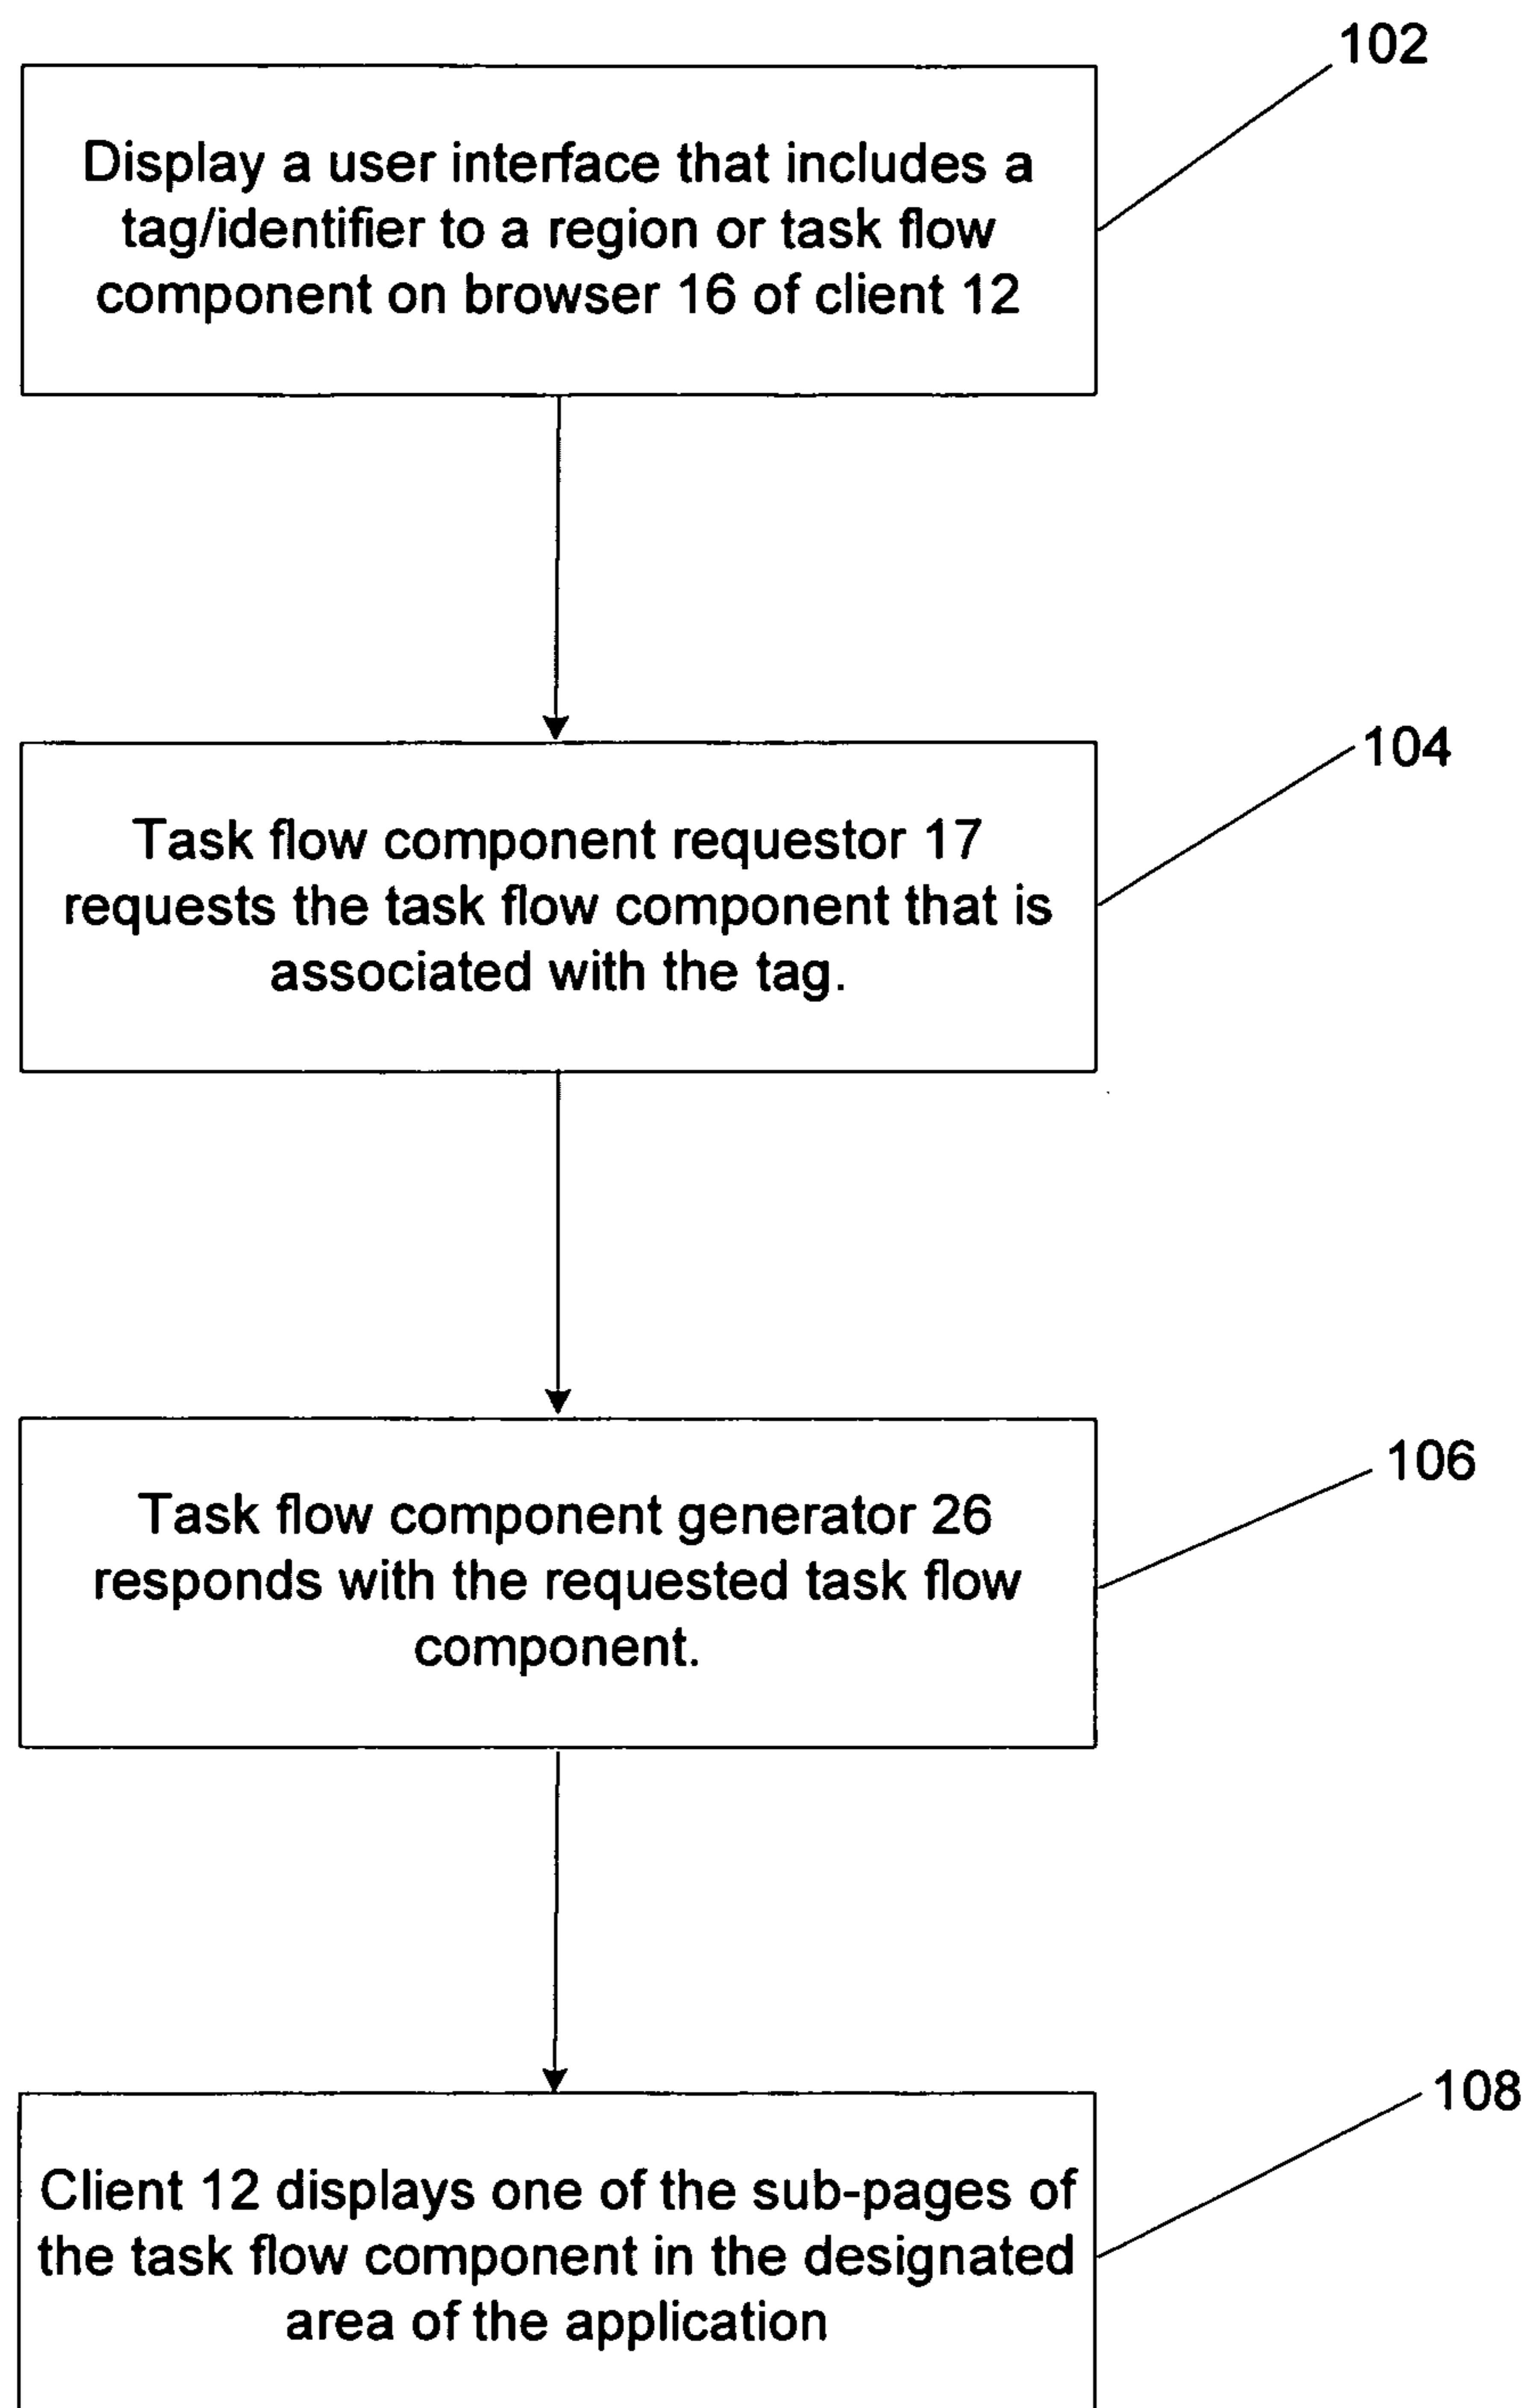 102
Display a user interface that includes a
tag/identifier to a region or task flow
component on browser 16 of client 12
104
Task flow component requestor 17
requests the task flow component that is
associated with the tag.
106
Task flow component generator 26
responds with the requested task flow
component.
108
Client 12 displays one of the sub-pages of
the task flow component in the designated
area of the application